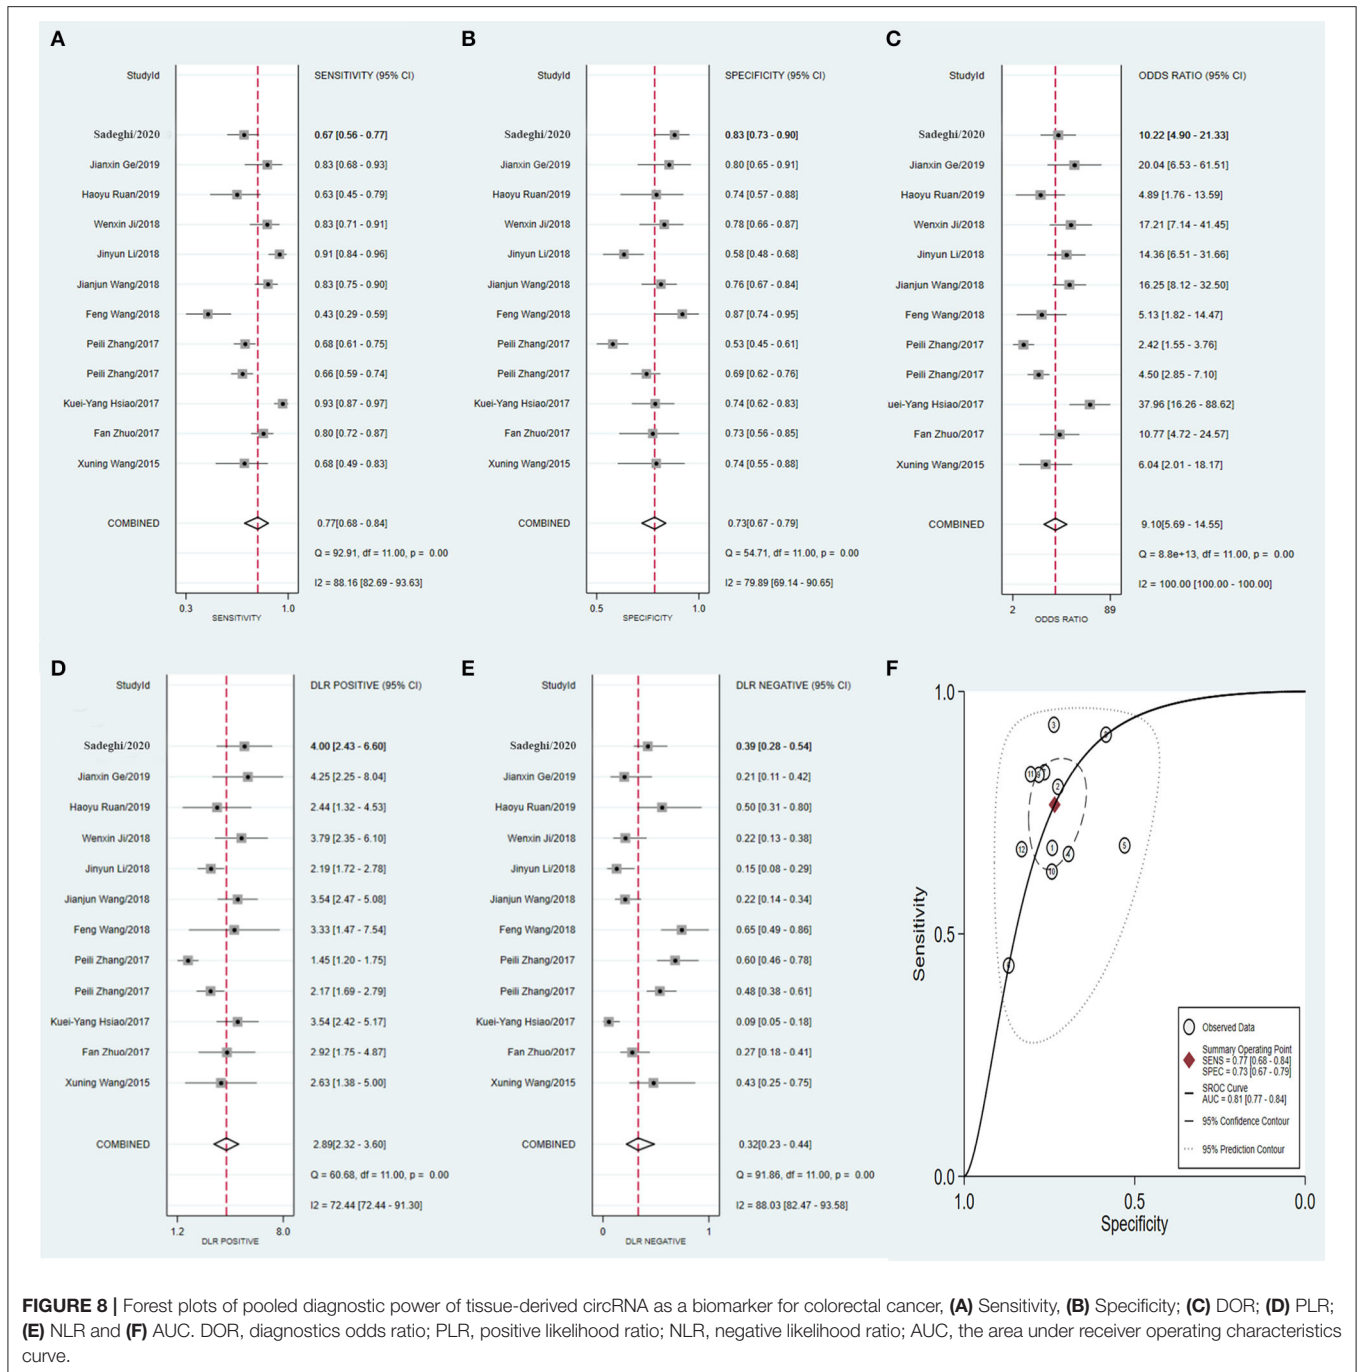 A
StudyId SENSITIVITY (95% CI)
Sadeghi/2020 0.67 [0.56 - 0.77]
Jianxin Ge/2019 0.83 [0.68 - 0.93]
Haoyu Ruan/2019 0.63 [0.45 - 0.79]
Wenxin Ji/2018 0.83 [0.71 - 0.91]
Jinyun Li/2018 0.91 [0.84 - 0.96]
Jianjun Wang/2018 0.83 [0.75 - 0.90]
Feng Wang/2018 0.43 [0.29 - 0.59]
Peili Zhang/2017 0.68 [0.61 - 0.75]
Peili Zhang/2017 0.66 [0.59 - 0.74]
Kuei-Yang Hsiao/2017 0.93 [0.87 - 0.97]
Fan Zhuo/2017 0.80 [0.72 - 0.87]
Xuning Wang/2015 0.68 [0.49 - 0.83]
COMBINED 0.77[0.68 - 0.84]
Q = 92.91, df = 11.00, p = 0.00
I2 = 88.16 [82.69 - 93.63]
0.3 1.0
SENSITIVITY
B
StudyId SPECIFICITY (95% CI)
Sadeghi/2020 0.83 [0.73 - 0.90]
Jianxin Ge/2019 0.80 [0.65 - 0.91]
Haoyu Ruan/2019 0.74 [0.57 - 0.88]
Wenxin Ji/2018 0.78 [0.66 - 0.87]
Jinyun Li/2018 0.58 [0.48 - 0.68]
Jianjun Wang/2018 0.76 [0.67 - 0.84]
Feng Wang/2018 0.87 [0.74 - 0.95]
Peili Zhang/2017 0.53 [0.45 - 0.61]
Peili Zhang/2017 0.69 [0.62 - 0.76]
Kuei-Yang Hsiao/2017 0.74 [0.62 - 0.83]
Fan Zhuo/2017 0.73 [0.56 - 0.85]
Xuning Wang/2015 0.74 [0.55 - 0.88]
COMBINED 0.73[0.67 - 0.79]
Q = 54.71, df = 11.00, p = 0.00
I2 = 79.89 [69.14 - 90.65]
0.5 1.0
SPECIFICITY
C
StudyId ODDS RATIO (95% CI)
Sadeghi/2020 10.22 [4.90 - 21.33]
Jianxin Ge/2019 20.04 [6.53 - 61.51]
Haoyu Ruan/2019 4.89 [1.76 - 13.59]
Wenxin Ji/2018 17.21 [7.14 - 41.45]
Jinyun Li/2018 14.36 [6.51 - 31.66]
Jianjun Wang/2018 16.25 [8.12 - 32.50]
Feng Wang/2018 5.13 [1.82 - 14.47]
Peili Zhang/2017 2.42 [1.55 - 3.76]
Peili Zhang/2017 4.50 [2.85 - 7.10]
uei-Yang Hsiao/2017 37.96 [16.26 - 88.62]
Fan Zhuo/2017 10.77 [4.72 - 24.57]
Xuning Wang/2015 6.04 [2.01 - 18.17]
COMBINED 9.10[5.69 - 14.55]
Q = 8.8e+13, df = 11.00, p = 0.00
I2 = 100.00 [100.00 - 100.00]
2 89
ODDS RATIO
D
StudyId DLR POSITIVE (95% CI)
Sadeghi/2020 4.00 [2.43 - 6.60]
Jianxin Ge/2019 4.25 [2.25 - 8.04]
Haoyu Ruan/2019 2.44 [1.32 - 4.53]
Wenxin Ji/2018 3.79 [2.35 - 6.10]
Jinyun Li/2018 2.19 [1.72 - 2.78]
Jianjun Wang/2018 3.54 [2.47 - 5.08]
Feng Wang/2018 3.33 [1.47 - 7.54]
Peili Zhang/2017 1.45 [1.20 - 1.75]
Peili Zhang/2017 2.17 [1.69 - 2.79]
Kuei-Yang Hsiao/2017 3.54 [2.42 - 5.17]
Fan Zhuo/2017 2.92 [1.75 - 4.87]
Xuning Wang/2015 2.63 [1.38 - 5.00]
COMBINED 2.89[2.32 - 3.60]
Q = 60.68, df = 11.00, p = 0.00
I2 = 72.44 [72.44 - 91.30]
1.2 8.0
DLR POSITIVE
E
StudyId DLR NEGATIVE (95% CI)
Sadeghi/2020 0.39 [0.28 - 0.54]
Jianxin Ge/2019 0.21 [0.11 - 0.42]
Haoyu Ruan/2019 0.50 [0.31 - 0.80]
Wenxin Ji/2018 0.22 [0.13 - 0.38]
Jinyun Li/2018 0.15 [0.08 - 0.29]
Jianjun Wang/2018 0.22 [0.14 - 0.34]
Feng Wang/2018 0.65 [0.49 - 0.86]
Peili Zhang/2017 0.60 [0.46 - 0.78]
Peili Zhang/2017 0.48 [0.38 - 0.61]
Kuei-Yang Hsiao/2017 0.09 [0.05 - 0.18]
Fan Zhuo/2017 0.27 [0.18 - 0.41]
Xuning Wang/2015 0.43 [0.25 - 0.75]
COMBINED 0.32[0.23 - 0.44]
Q = 91.86, df = 11.00, p = 0.00
I2 = 88.03 [82.47 - 93.58]
0 1
DLR NEGATIVE
F
1.0
0.5
0.0
Sensitivity
3
11
2
12
1
4
5
10
Observed Data
Summary Operating Point
SENS = 0.77 [0.68 - 0.84]
SPEC = 0.73 [0.67 - 0.79]
SROC Curve
AUC = 0.81 [0.77 - 0.84]
95% Confidence Contour
95% Prediction Contour
1.0 0.5 0.0
Specificity
FIGURE 8 | Forest plots of pooled diagnostic power of tissue-derived circRNA as a biomarker for colorectal cancer, (A) Sensitivity, (B) Specificity; (C) DOR; (D) PLR;
(E) NLR and (F) AUC. DOR, diagnostics odds ratio; PLR, positive likelihood ratio; NLR, negative likelihood ratio; AUC, the area under receiver operating characteristics
curve.